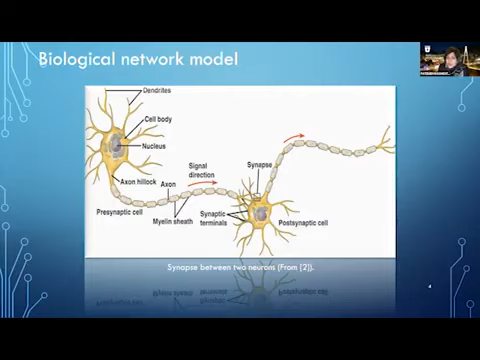 Biological network model
Dendrites
Cell body
Nucleus
Axon hillock
Axon
Signal
direction
Synapse
Presynaptic cell
Myelin sheath
Synaptic
terminals
Postsynaptic cell
Synapse between two neurons (From [2]).
4